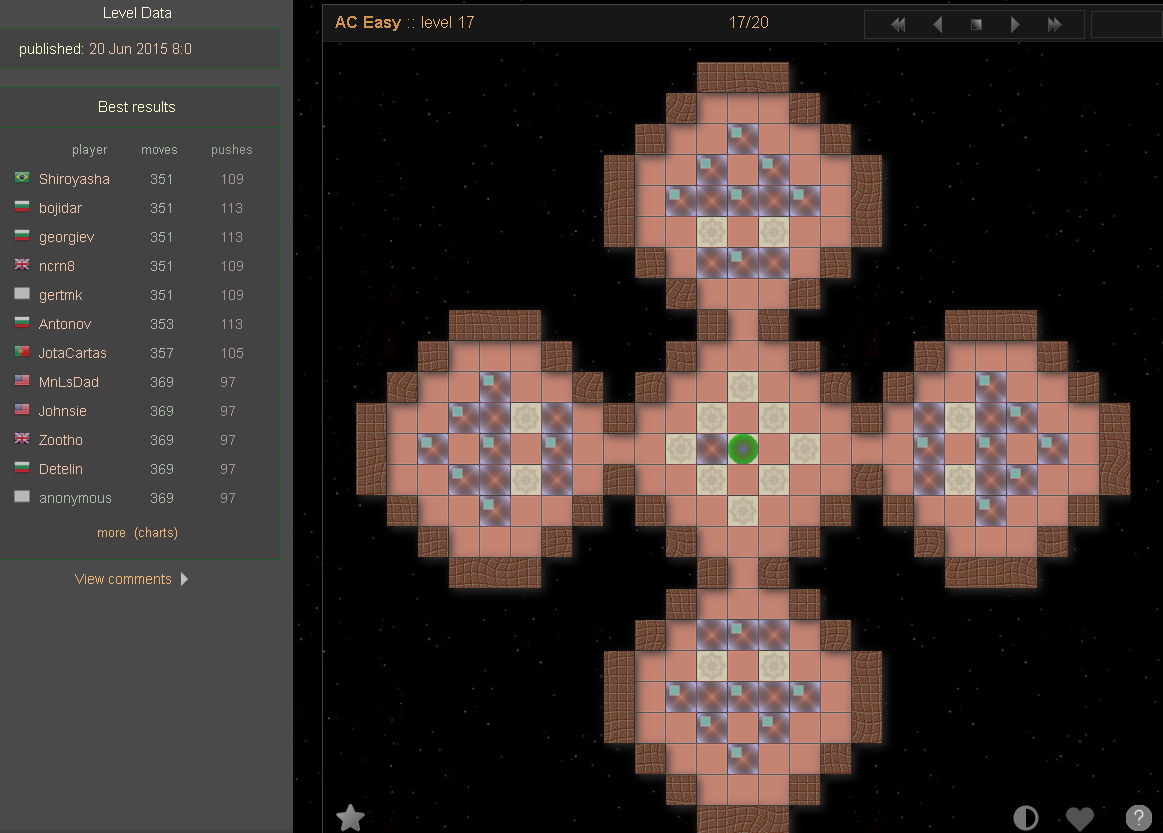 Level Data
published: 20 Jun 2015 8:0
Best results
player moves pushes
Shiroyasha 351 109
bojidar 351 113
georgiev 351 113
ncrn8 351 109
gertmk 351 109
Antonov 353 113
JotaCartas 357 105
MnLsDad 369 97
Johnsie 369 97
Zootho 369 97
Detelin 369 97
anonymous 369 97
more (charts)
View comments
AC Easy :: level 17
17/20
?